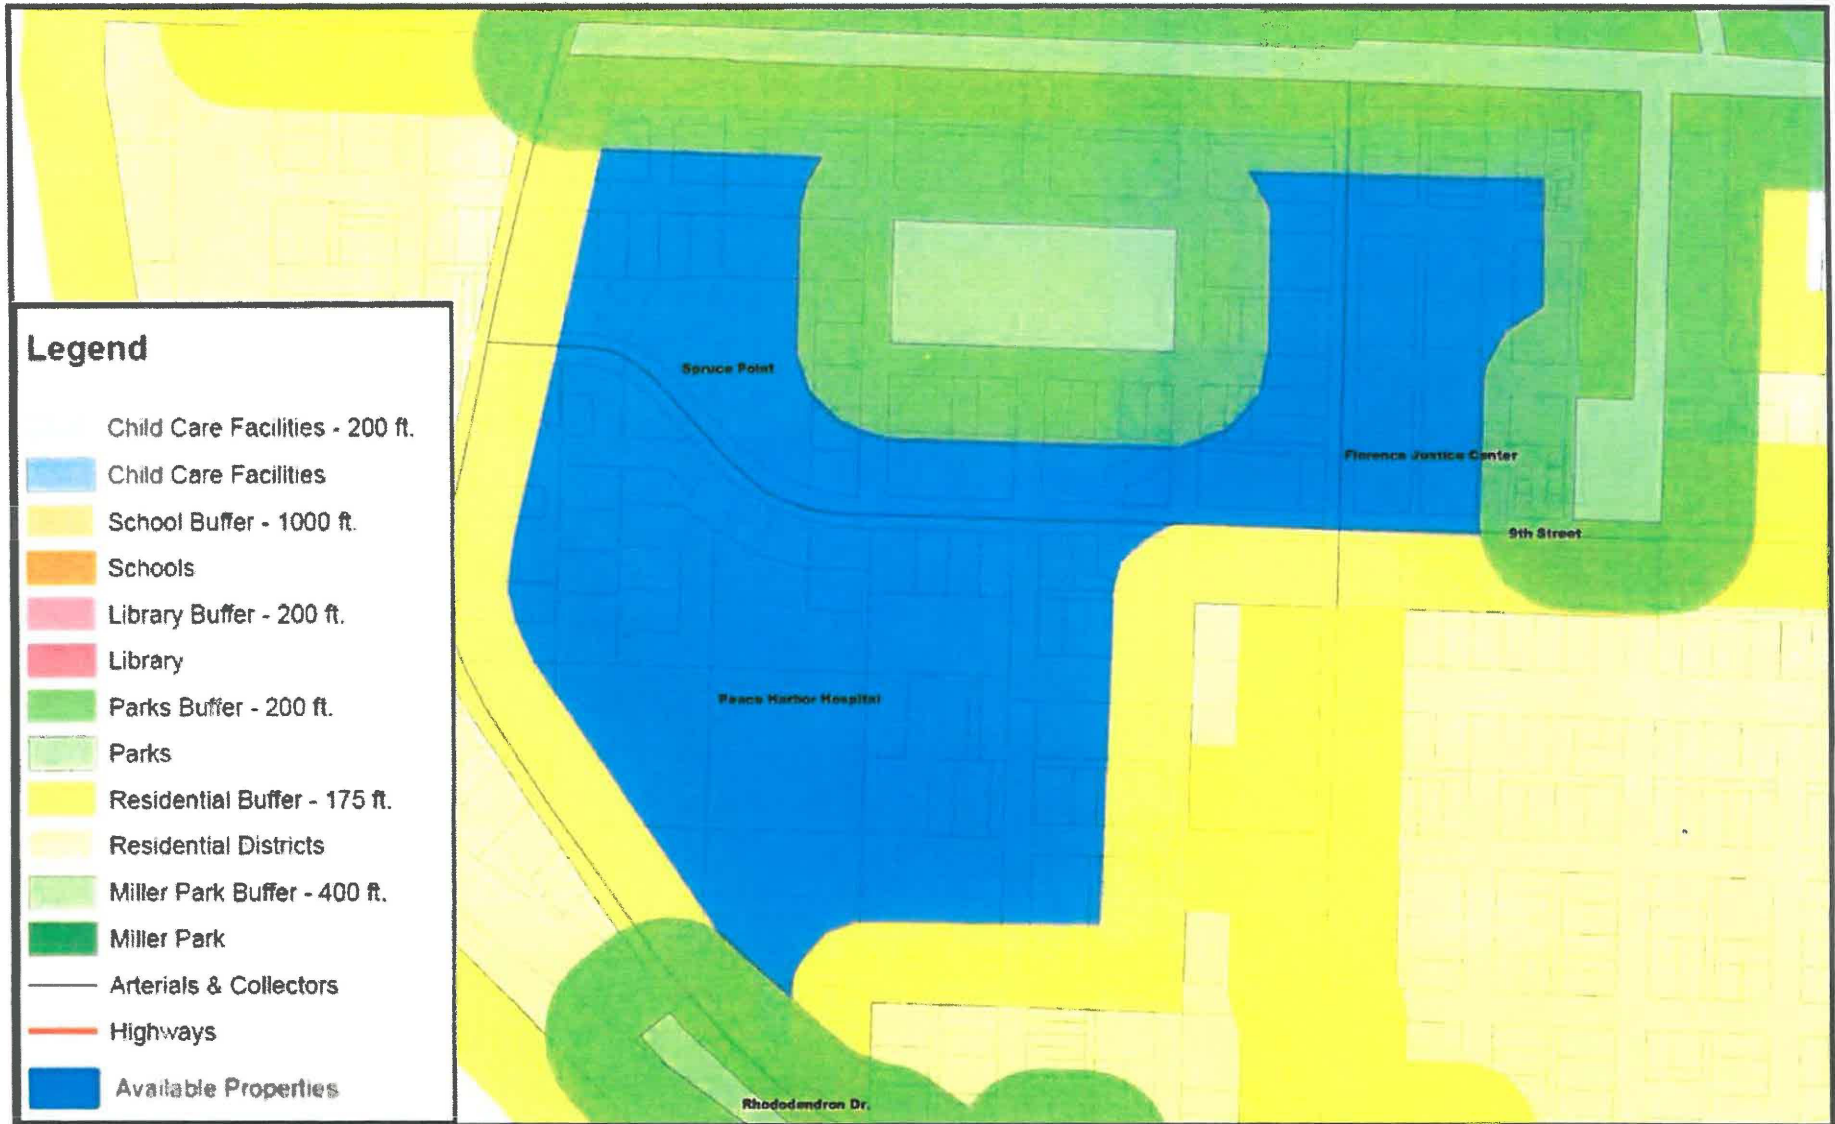 Legend
Child Care Facilities - 200 ft.
Child Care Facilities
School Buffer - 1000 ft.
Schools
Library Buffer - 200 ft.
Library
Parks Buffer - 200 ft.
Parks
Residential Buffer - 175 ft.
Residential Districts
Miller Park Buffer - 400 ft.
Miller Park
Arterials & Collectors
Highways
Available Properties
Spruce Point
Florence Justice Center
9th Street
Peace Harbor Hospital
Rhododendron Dr.